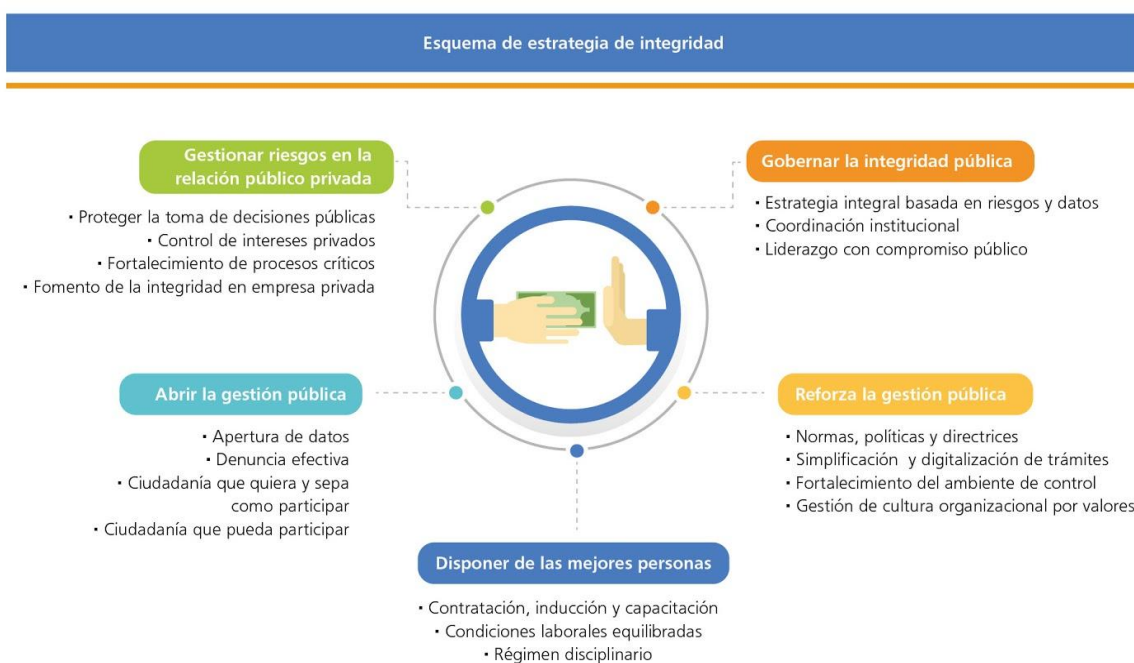 Esquema de estrategia de integridad
Gestionar riesgos en la
relación público privada
▪ Proteger la toma de decisiones públicas
▪ Control de intereses privados
▪ Fortalecimiento de procesos críticos
▪ Fomento de la integridad en empresa privada
Gobernar la integridad pública
▪ Estrategia integral basada en riesgos y datos
▪ Coordinación institucional
▪ Liderazgo con compromiso público
Abrir la gestión pública
▪ Apertura de datos
▪ Denuncia efectiva
▪ Ciudadanía que quiera y sepa
como participar
▪ Ciudadanía que pueda participar
Reforza la gestión pública
▪ Normas, políticas y directrices
▪ Simplificación y digitalización de trámites
▪ Fortalecimiento del ambiente de control
▪ Gestión de cultura organizacional por valores
Disponer de las mejores personas
▪ Contratación, inducción y capacitación
▪ Condiciones laborales equilibradas
▪ Régimen disciplinario